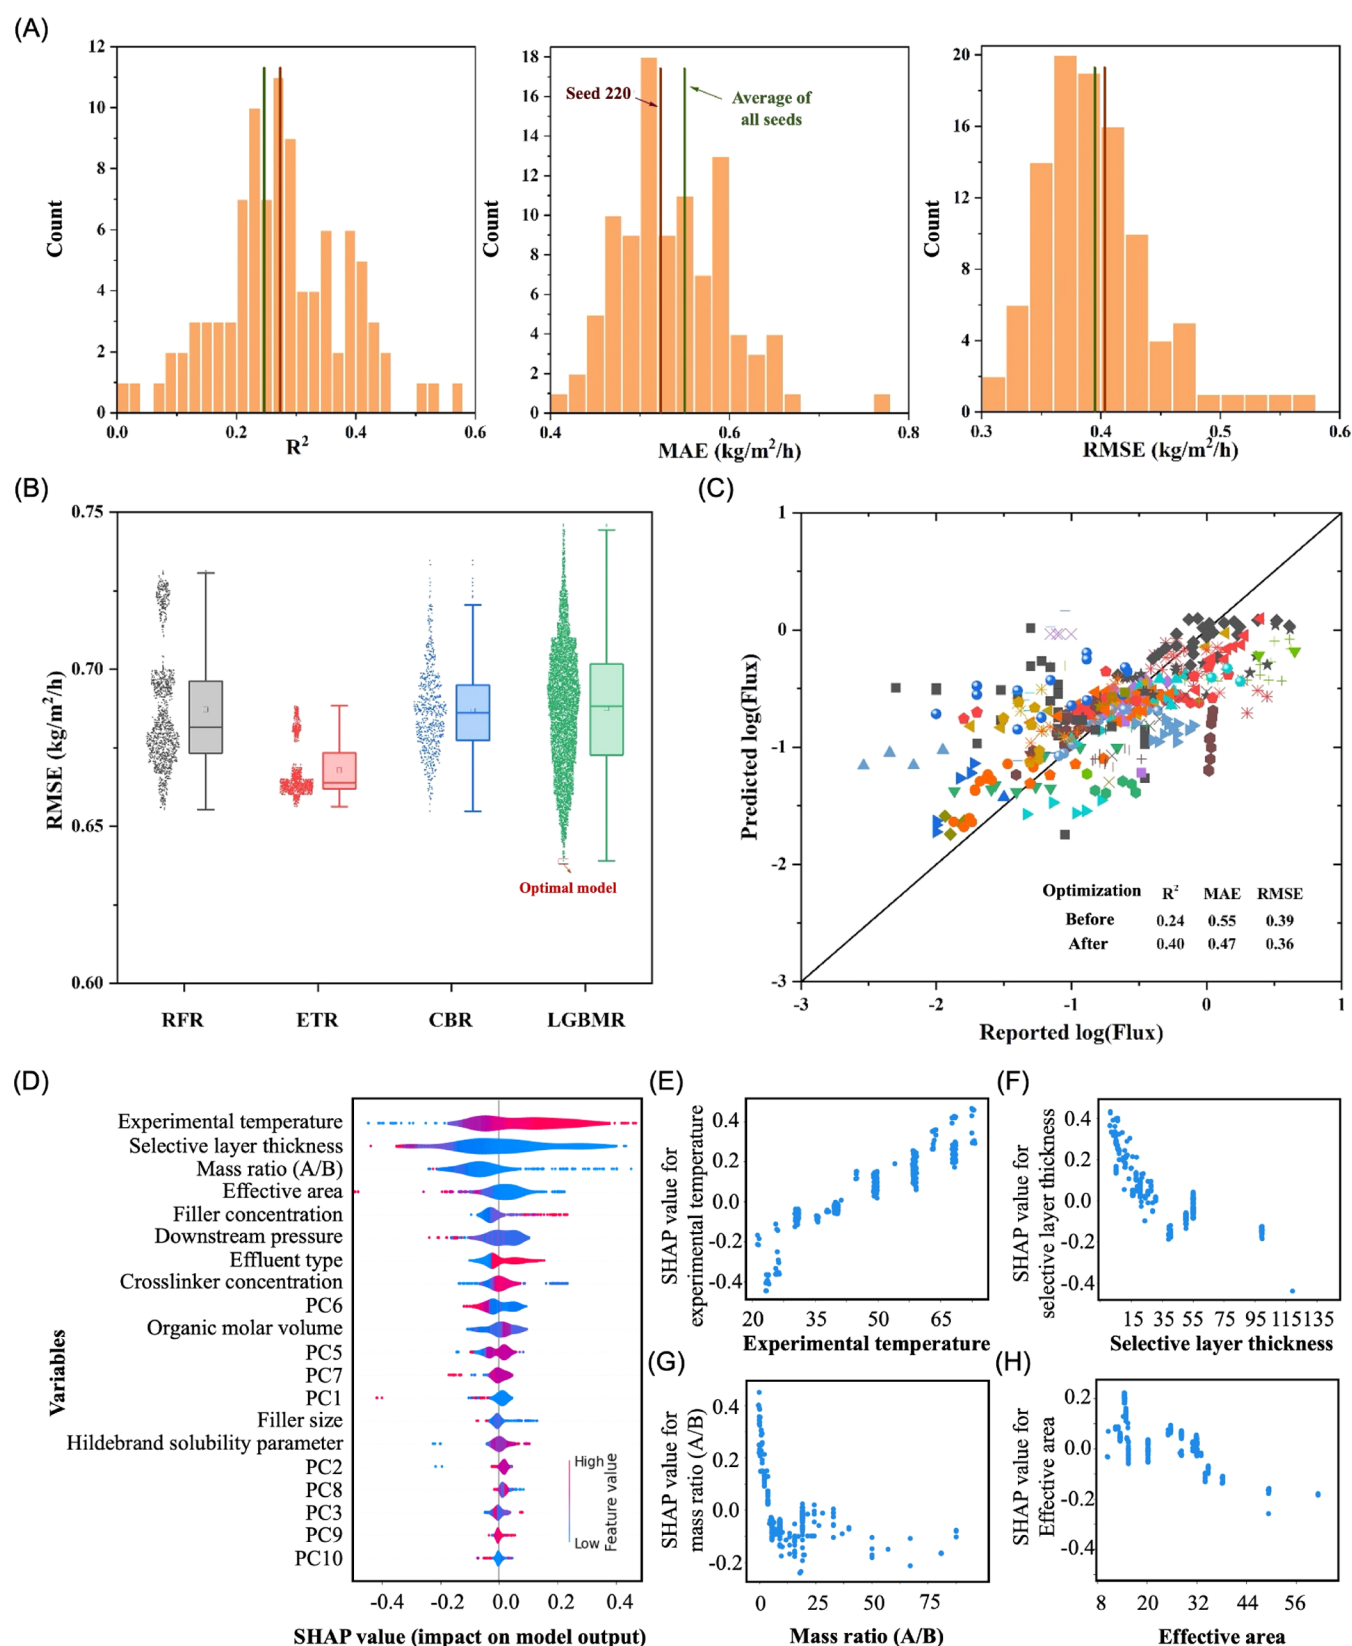 (A)
12
10
8
6
4
2
0
Count
0.0
0.2
0.4
0.6
R²
18
16
14
12
10
8
6
4
2
0
Count
Seed 220
Average of
all seeds
0.4
0.6
0.8
MAE (kg/m²/h)
20
16
12
8
4
0
Count
0.3
0.4
0.5
0.6
RMSE (kg/m²/h)
(B)
0.75
0.70
0.65
0.60
RMSE (kg/m²/h)
Optimal model
RFR
ETR
CBR
LGBMR
(C)
1
0
-1
-2
-3
Predicted log(Flux)
Optimization R² MAE RMSE
Before 0.24 0.55 0.39
After 0.40 0.47 0.36
-3
-2
-1
0
1
Reported log(Flux)
(D)
Variables
Experimental temperature
Selective layer thickness
Mass ratio (A/B)
Effective area
Filler concentration
Downstream pressure
Effluent type
Crosslinker concentration
PC6
Organic molar volume
PC5
PC7
PC1
Filler size
Hildebrand solubility parameter
PC2
PC8
PC3
PC9
PC10
High
Feature value
Low
-0.4
-0.2
0.0
0.2
0.4
SHAP value (impact on model output)
(E)
SHAP value for
experimental temperature
0.4
0.2
0.0
-0.2
-0.4
20
35
50
65
Experimental temperature
(F)
SHAP value for
selective layer thickness
0.4
0.2
0.0
-0.2
-0.4
15
35
55
75
95
115
135
Selective layer thickness
(G)
SHAP value for
mass ratio (A/B)
0.4
0.2
0.0
-0.2
0
25
50
75
Mass ratio (A/B)
(H)
SHAP value for
Effective area
0.2
0.0
-0.2
-0.4
8
20
32
44
56
Effective area